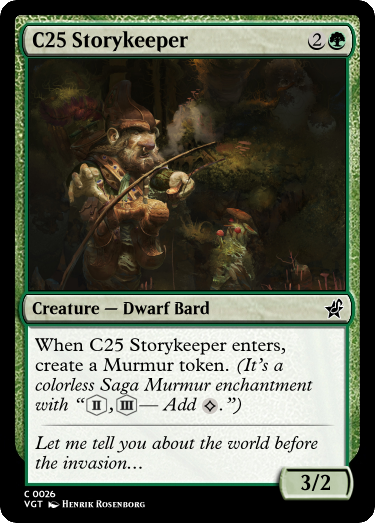 C25 Storykeeper 2
Creature — Dwarf Bard
When C25 Storykeeper enters,
create a Murmur token. (It's a
colorless Saga Murmur enchantment
with “II, III— Add ◇.”)
Let me tell you about the world before
the invasion…
3/2
C 0026
VGT Henrik Rosenborg